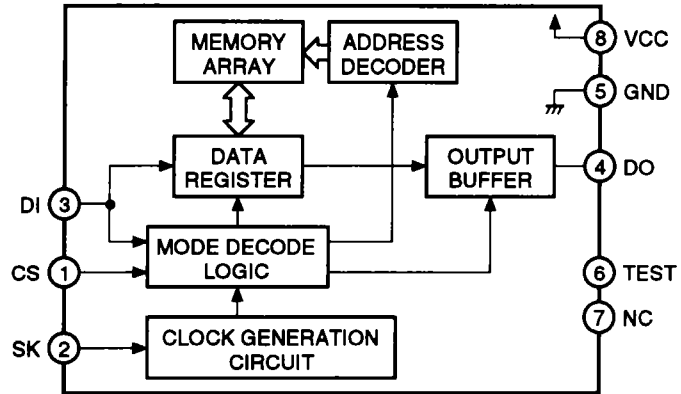 MEMORY
ARRAY
ADDRESS
DECODER
8 VCC
5 GND
DATA
REGISTER
OUTPUT
BUFFER
4 DO
DI 3
MODE DECODE
LOGIC
CS 1
6 TEST
7 NC
SK 2
CLOCK GENERATION
CIRCUIT